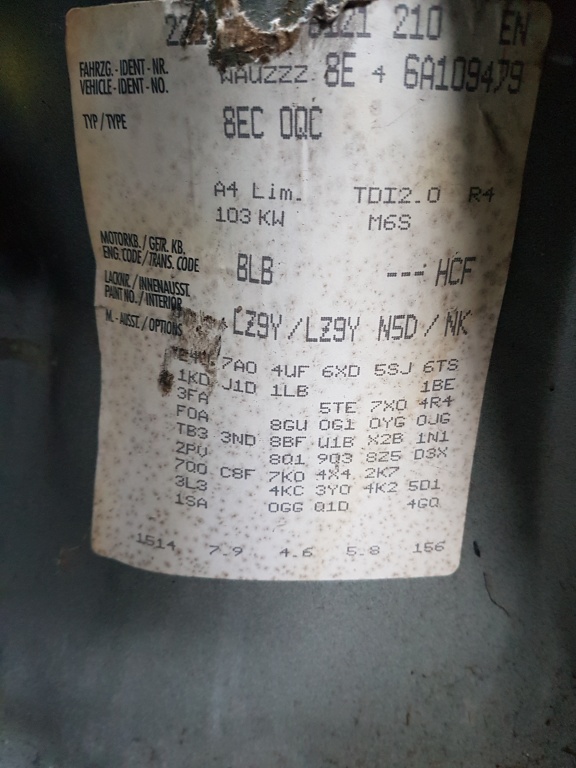 22 8121 210 EN
FAHRZG.-IDENT-NR.
VEHICLE-IDENT-NO.
WAUZZZ 8E 4 6A109479
TYP/TYPE
8EC 0QC
A4 Lim. TDI2.0 R4
103 KW M6S
MOTORKB./GETR.KB.
ENG.CODE/TRANS.CODE
BLB --- HCF
LACKNR./INNENAUSST.
PAINT NO./INTERIOR
LZ9Y/LZ9Y N5D/NK
M.-AUSST./OPTIONS
E4U 7A0 4UF 6XD 5SJ 6TS
1KD J1D 1LB 1BE
3FA 5TE 7X0 4R4
F0A 8GU 0G1 0YG 0JG
TB3 3ND 8BF U1B X2B 1N1
2PU 8Q1 9Q3 8Z5 D3X
700 C8F 7K0 4X4 2K7
3L3 4KC 3Y0 4K2 5D1
1SA 0GG Q1D 4GQ
1514 7.9 4.6 5.8 156